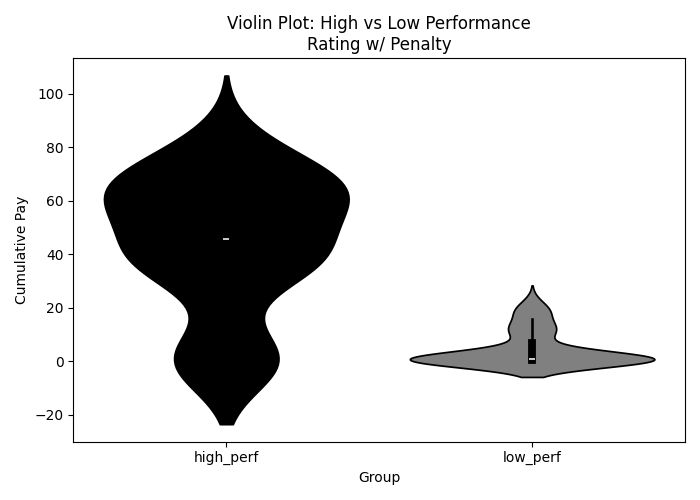 Violin Plot: High vs Low Performance
Rating w/ Penalty
Cumulative Pay
100
80
60
40
20
0
−20
high_perf
low_perf
Group